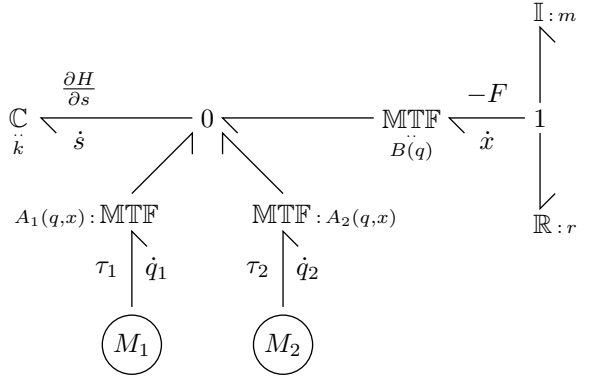 𝕀 : m
∂H/∂s
−F
ℂ 0 𝕄𝕋𝔽 1
k ṡ B(q) ẋ
A₁(q,x) : 𝕄𝕋𝔽 𝕄𝕋𝔽 : A₂(q,x) ℝ : r
τ₁ q̇₁ τ₂ q̇₂
M₁ M₂